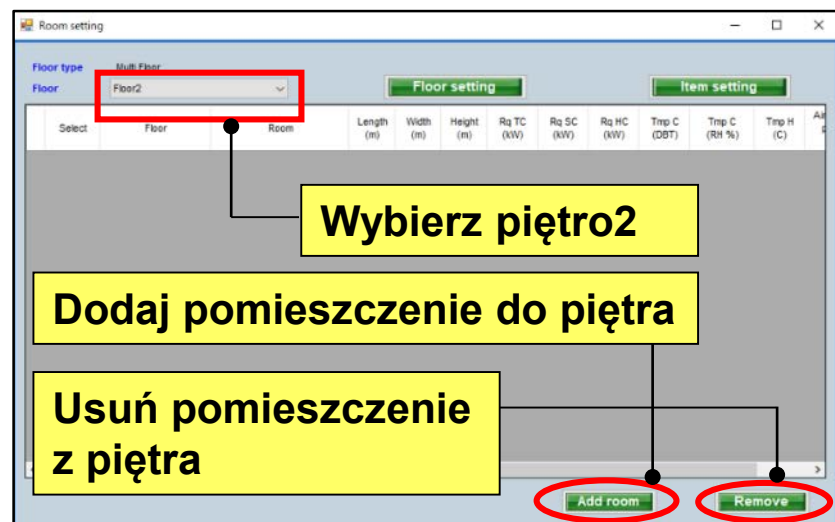 Room setting
Floor type Multi Floor
Floor Floor2 Floor setting Item setting
Select Floor Room Length (m) Width (m) Height (m) Rq TC (kW) Rq SC (kW) Rq HC (kW) Tmp C (DBT) Tmp C (RH %) Tmp H (C)
Wybierz piętro2
Dodaj pomieszczenie do piętra
Usuń pomieszczenie
z piętra
Add room Remove